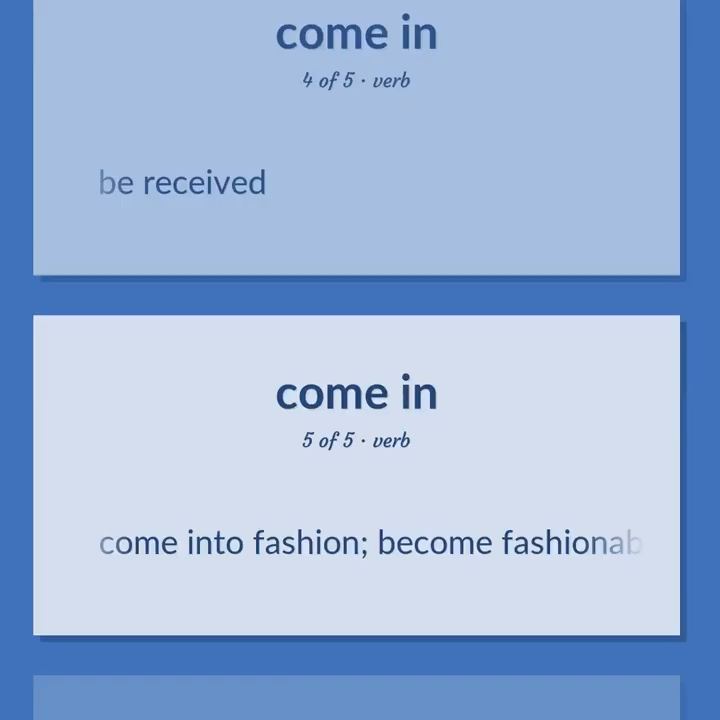 come in
4 of 5 · verb
be received
come in
5 of 5 · verb
come into fashion; become fashionab